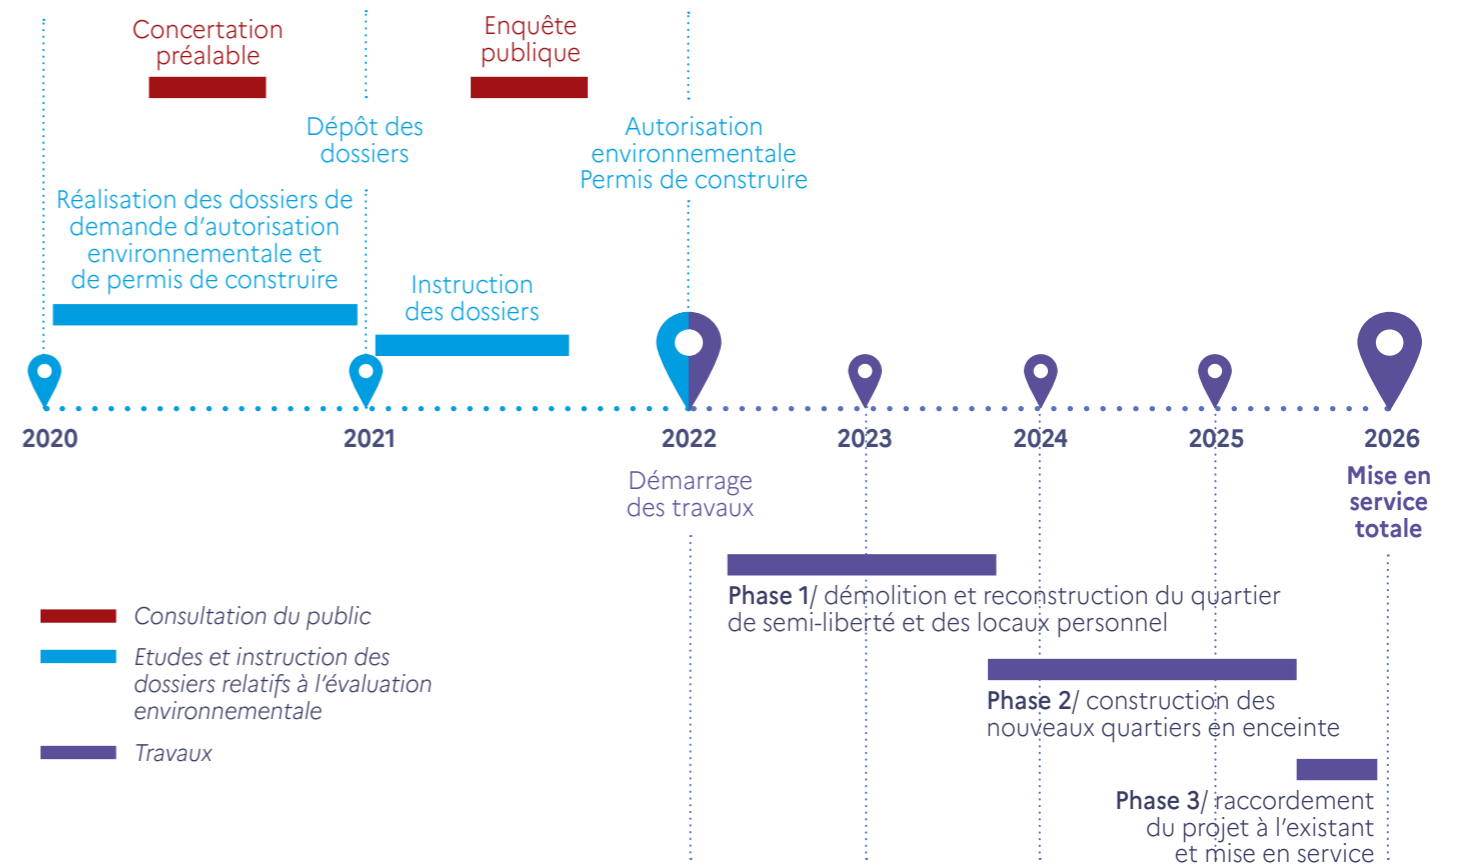 Concertation
préalable
Enquête
publique
Dépôt des
dossiers
Autorisation
environnementale
Permis de construire
Réalisation des dossiers de
demande d'autorisation
environnementale et
de permis de construire
Instruction
des dossiers
2020
2021
2022
2023
2024
2025
2026
Démarrage
des travaux
Mise en
service
totale
Phase 1/ démolition et reconstruction du quartier
de semi-liberté et des locaux personnel
Phase 2/ construction des
nouveaux quartiers en enceinte
Phase 3/ raccordement
du projet à l'existant
et mise en service
Consultation du public
Etudes et instruction des
dossiers relatifs à l'évaluation
environnementale
Travaux